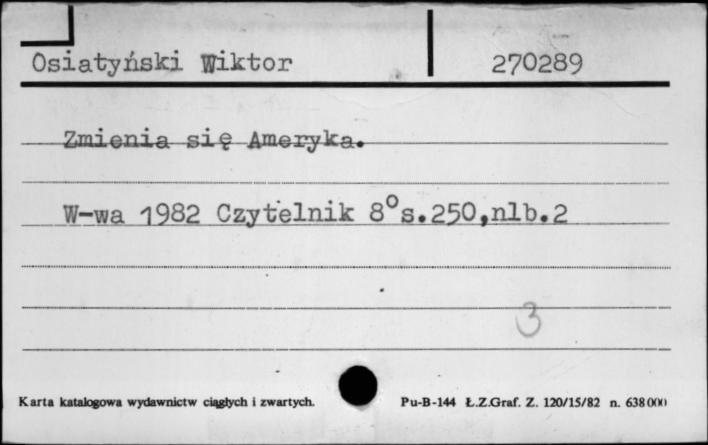 Osiatyński Wiktor 270289
Zmienia się Ameryka.
W-wa 1982 Czytelnik 8°s.250,nlb.2
3
Karta katalogowa wydawnictw ciągłych i zwartych. Pu-B-144 Ł.Z.Graf. Z. 120/15/82 n. 638000